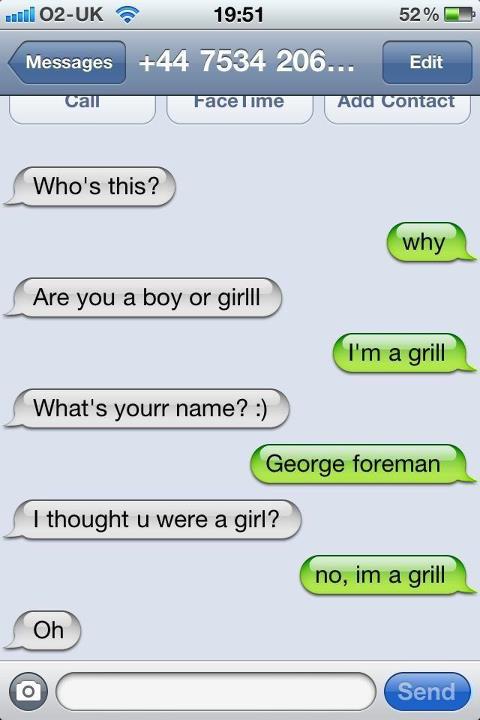 O2-UK 19:51 52%
Messages +44 7534 206... Edit
Call FaceTime Add Contact
Who's this?
why
Are you a boy or girlll
I'm a grill
What's yourr name? :)
George foreman
I thought u were a girl?
no, im a grill
Oh
Send